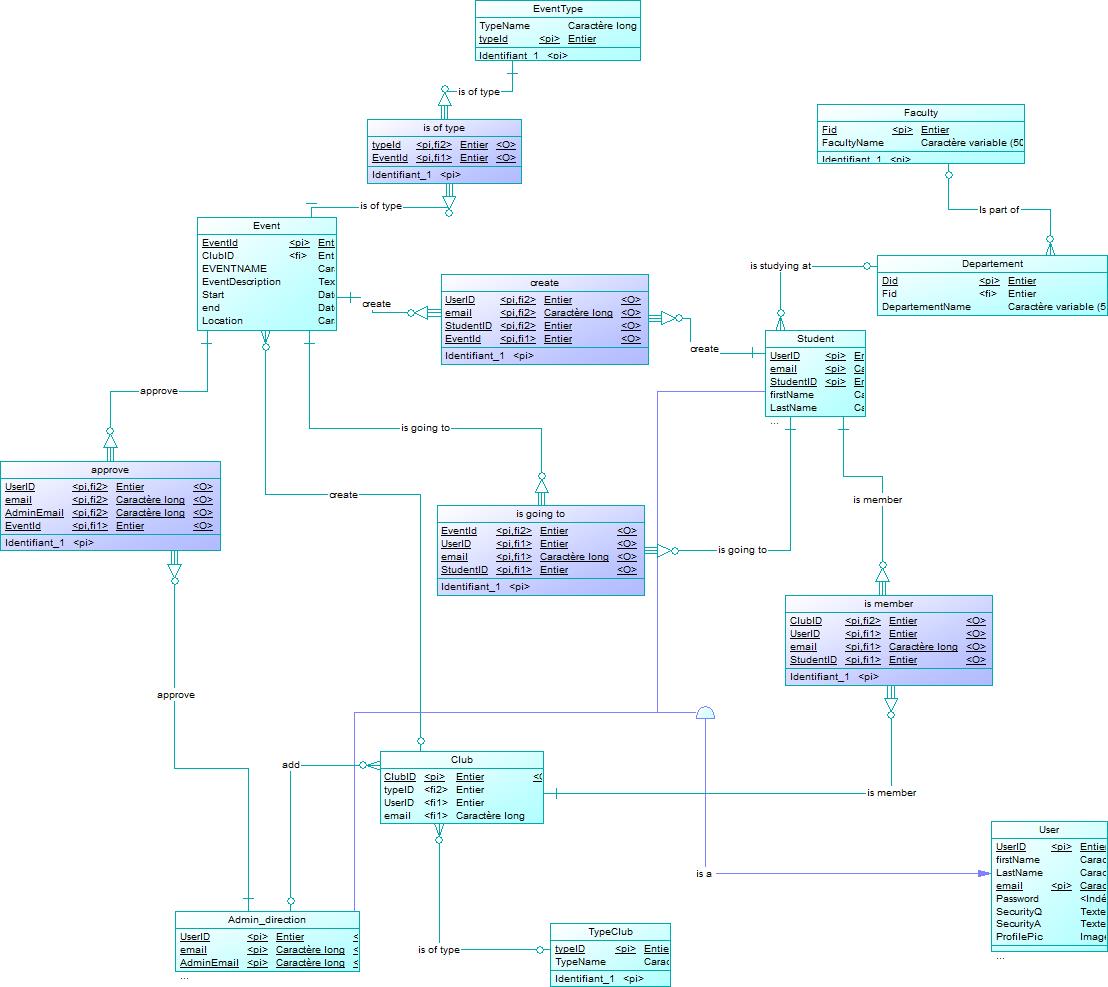 EventType
TypeName Caractère long
typeId <pi> Entier
Identifiant_1 <pi>
is of type
is of type
typeId <pi,fi2> Entier <O>
EventId <pi,fi1> Entier <O>
Identifiant_1 <pi>
is of type
Faculty
Fid <pi> Entier
FacultyName Caractère variable (50
Identifiant_1 <pi>
Is part of
Event
EventId <pi> Ent
ClubID <fi> Ent
EVENTNAME Car
EventDescription Tex
Start Dat
end Dat
Location Car
create
create
UserID <pi,fi2> Entier <O>
email <pi,fi2> Caractère long <O>
StudentID <pi,fi2> Entier <O>
EventId <pi,fi1> Entier <O>
Identifiant_1 <pi>
create
is studying at
Departement
Did <pi> Entier
Fid <fi> Entier
DepartementName Caractère variable (5
Student
UserID <pi> Er
email <pi> Ca
StudentID <pi> Er
firstName Ca
LastName Ca
...
approve
is going to
approve
UserID <pi,fi2> Entier <O>
email <pi,fi2> Caractère long <O>
AdminEmail <pi,fi2> Caractère long <O>
EventId <pi,fi1> Entier <O>
Identifiant_1 <pi>
create
is going to
EventId <pi,fi2> Entier <O>
UserID <pi,fi1> Entier <O>
email <pi,fi1> Caractère long <O>
StudentID <pi,fi1> Entier <O>
Identifiant_1 <pi>
is going to
is member
is member
ClubID <pi,fi2> Entier <O>
UserID <pi,fi1> Entier <O>
email <pi,fi1> Caractère long <O>
StudentID <pi,fi1> Entier <O>
Identifiant_1 <pi>
approve
add
Club
ClubID <pi> Entier <(
typeID <fi2> Entier
UserID <fi1> Entier
email <fi1> Caractère long
is member
is a
User
UserID <pi> Entie
firstName Carac
LastName Carac
email <pi> Carac
Password <Indé
SecurityQ Texte
SecurityA Texte
ProfilePic Image
...
Admin_direction
UserID <pi> Entier <
email <pi> Caractère long <
AdminEmail <pi> Caractère long <
...
is of type
TypeClub
typeID <pi> Entie
TypeName Carac
Identifiant_1 <pi>